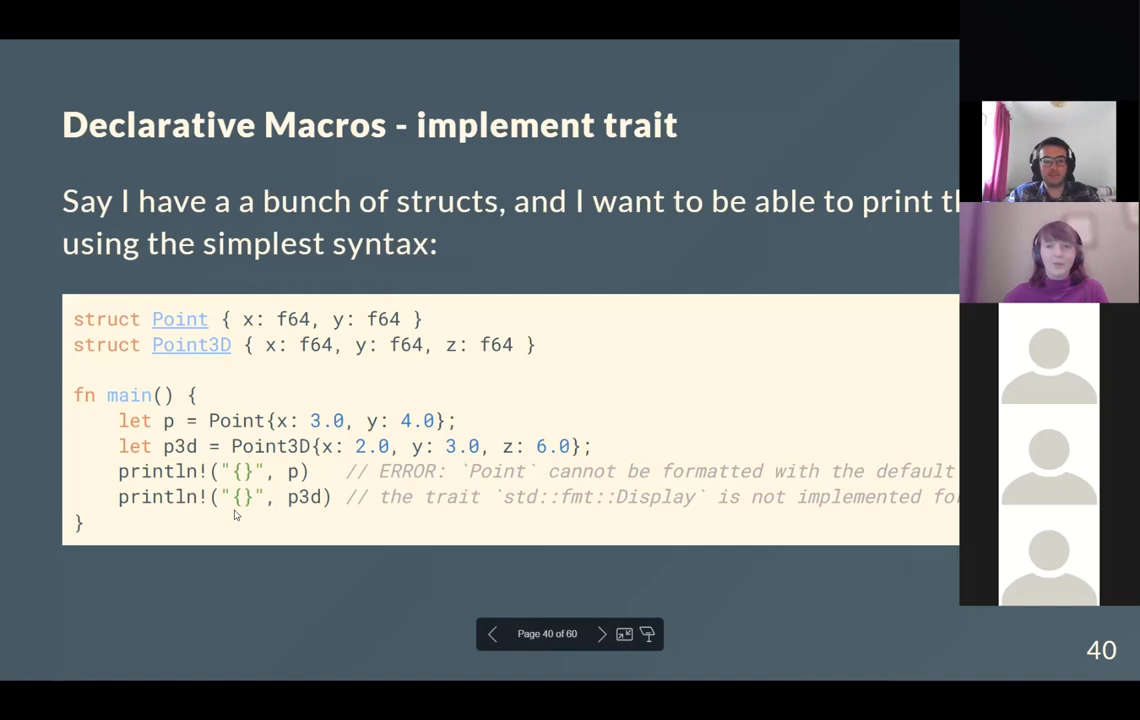 Declarative Macros - implement trait
Say I have a a bunch of structs, and I want to be able to print
using the simplest syntax:
struct Point { x: f64, y: f64 }
struct Point3D { x: f64, y: f64, z: f64 }
fn main() {
    let p = Point{x: 3.0, y: 4.0};
    let p3d = Point3D{x: 2.0, y: 3.0, z: 6.0};
    println!("{}", p)   // ERROR: `Point` cannot be formatted with the default
    println!("{}", p3d) // the trait `std::fmt::Display` is not implemented
}
Page 40 of 60
40